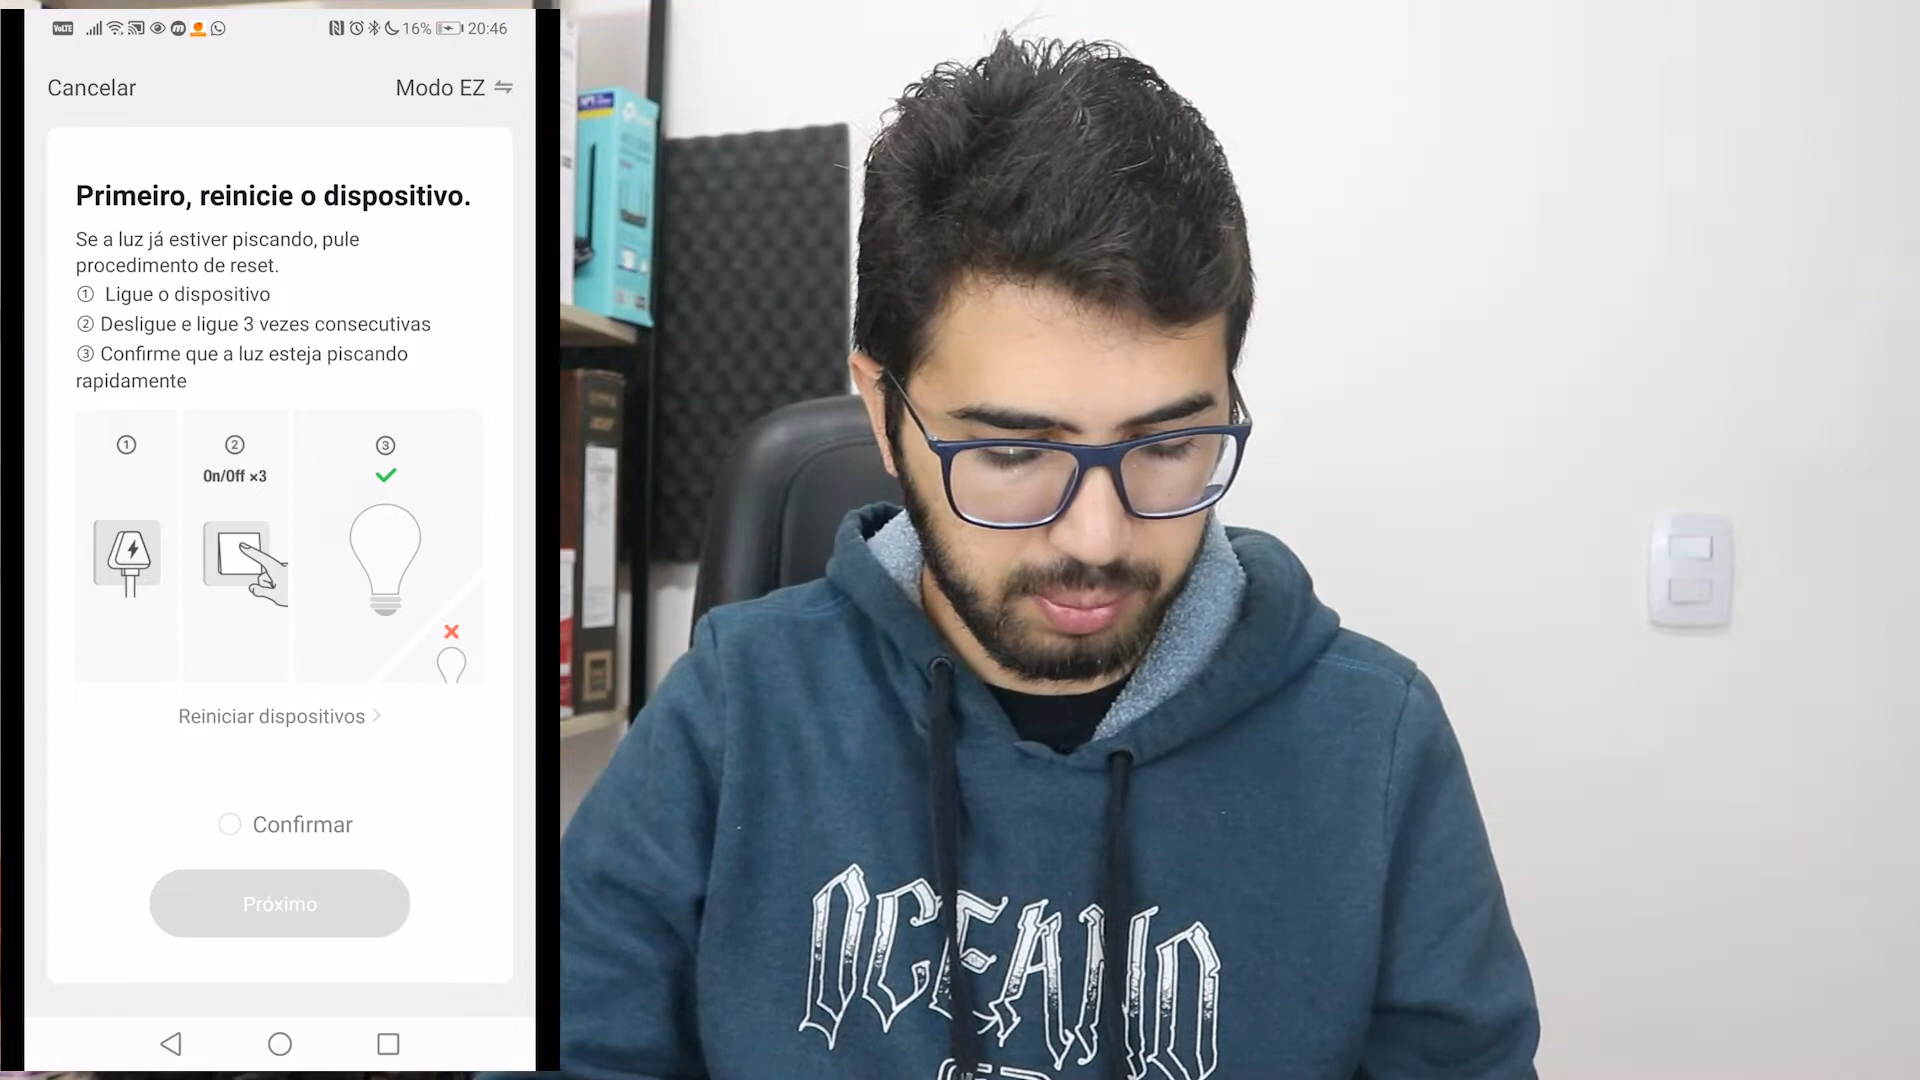 VoLTE
16%
20:46
Cancelar
Modo EZ
Primeiro, reinicie o dispositivo.
Se a luz já estiver piscando, pule
procedimento de reset.
① Ligue o dispositivo
② Desligue e ligue 3 vezes consecutivas
③ Confirme que a luz esteja piscando
rapidamente
①
②
③
On/Off ×3
Reiniciar dispositivos >
Confirmar
Próximo
OCEANO